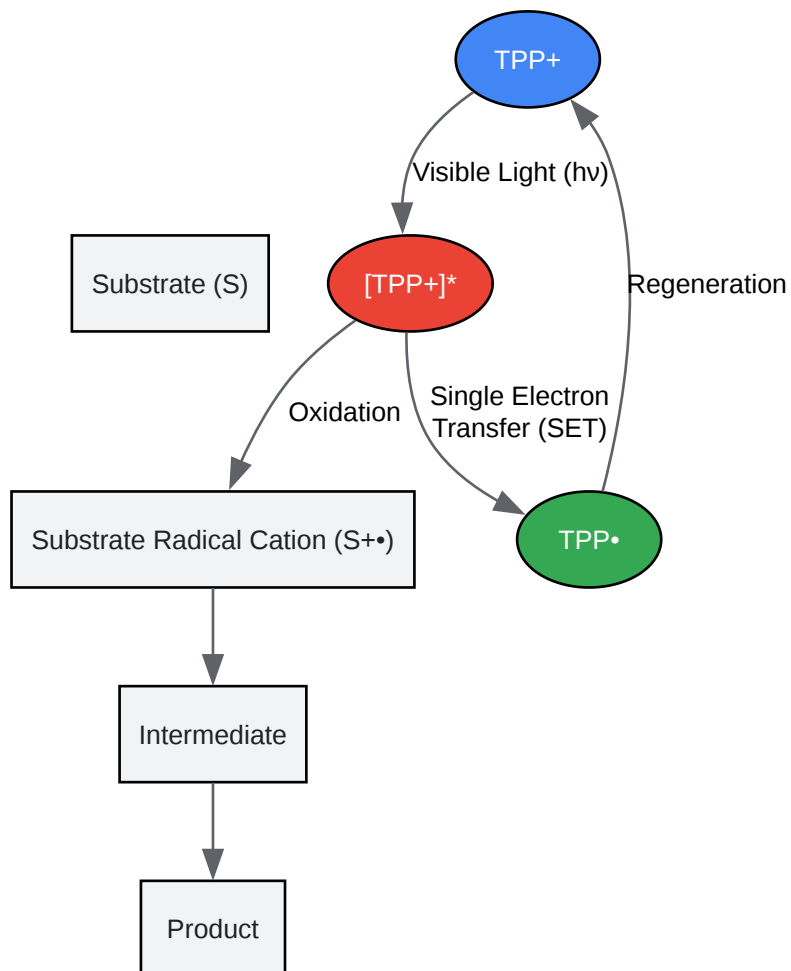 TPP+
Visible Light (hν)
Substrate (S)
[TPP+]*
Regeneration
Oxidation
Single Electron
Transfer (SET)
Substrate Radical Cation (S+•)
TPP•
Intermediate
Product